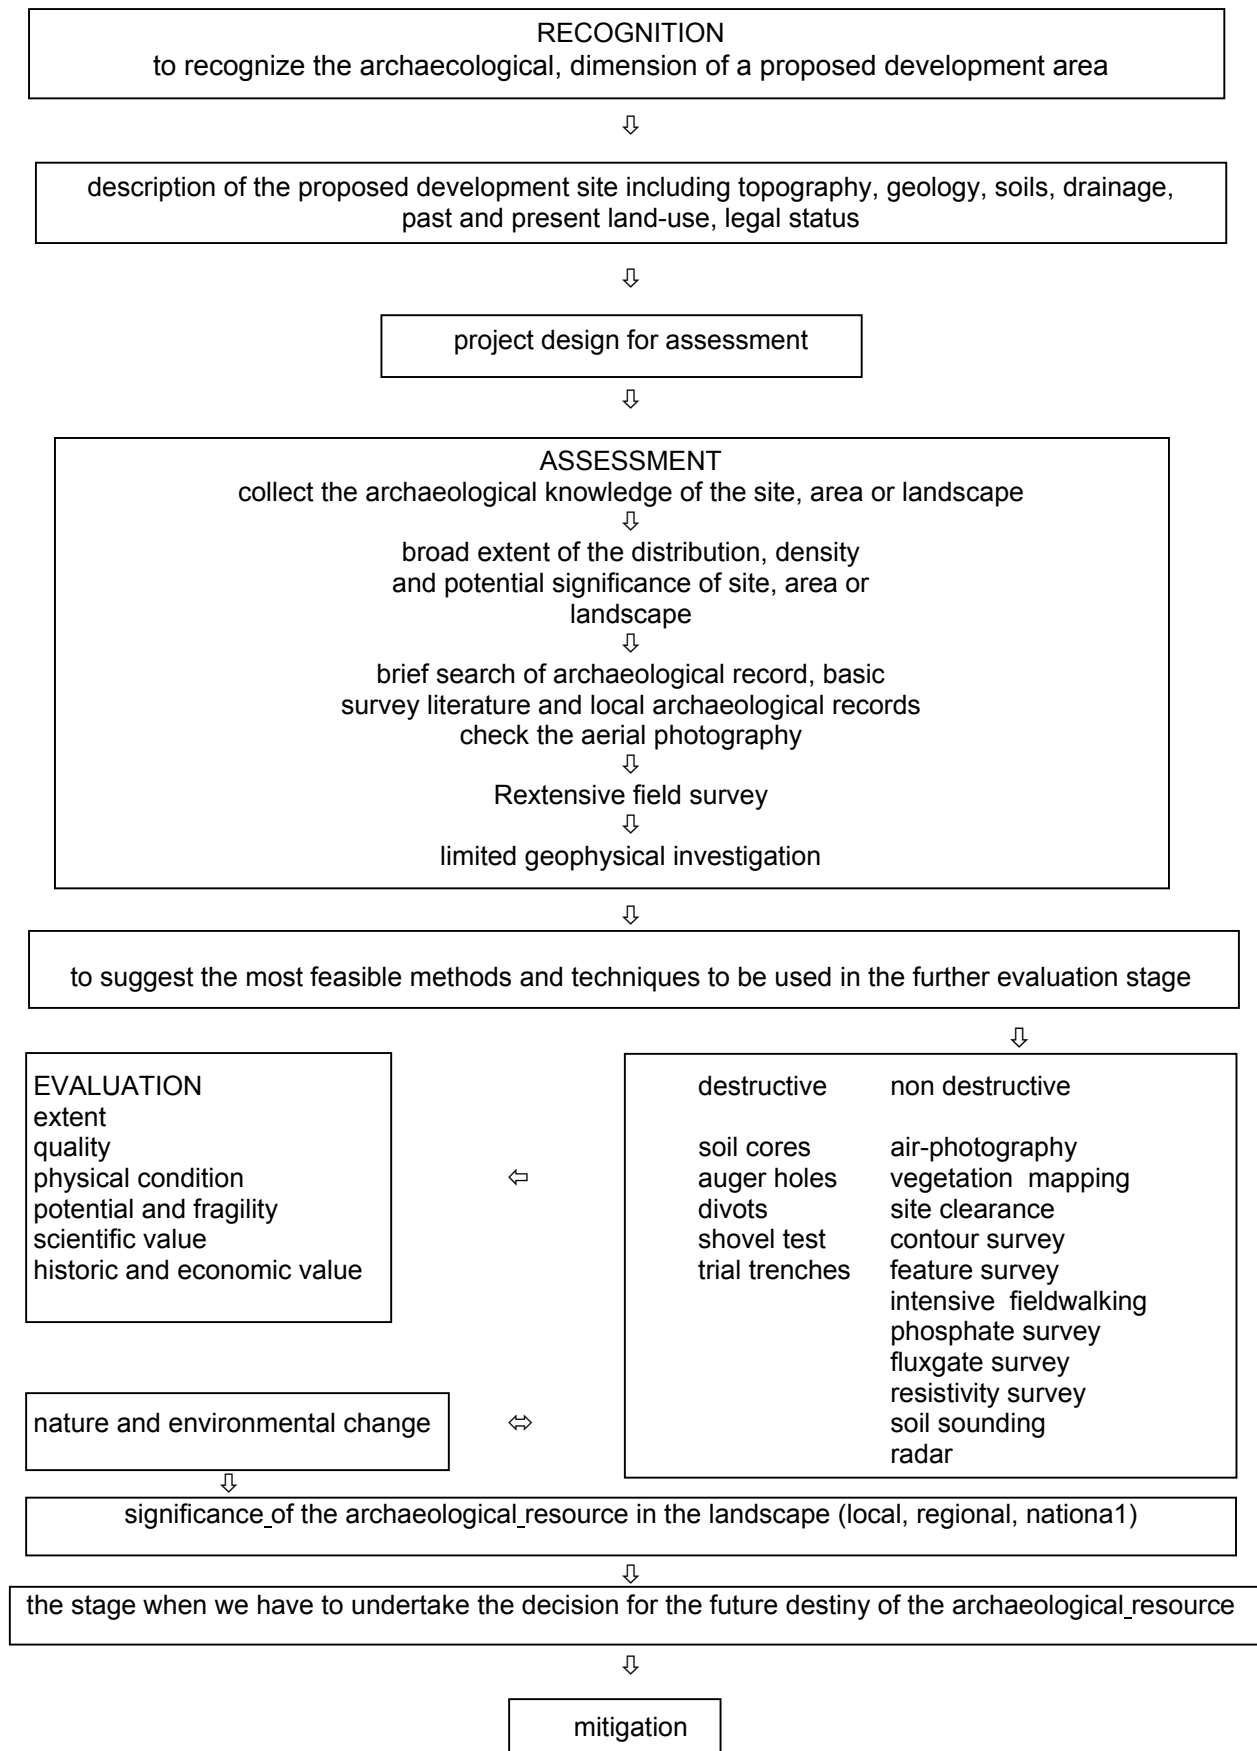 RECOGNITION
to recognize the archaecological, dimension of a proposed development area
⇩
description of the proposed development site including topography, geology, soils, drainage,
past and present land-use, legal status
⇩
project design for assessment
⇩
ASSESSMENT
collect the archaeological knowledge of the site, area or landscape
⇩
broad extent of the distribution, density
and potential significance of site, area or
landscape
⇩
brief search of archaeological record, basic
survey literature and local archaeological records
check the aerial photography
⇩
Rextensive field survey
⇩
limited geophysical investigation
⇩
to suggest the most feasible methods and techniques to be used in the further evaluation stage
⇩
EVALUATION
extent
quality
physical condition
potential and fragility
scientific value
historic and economic value
⇦
destructive
soil cores
auger holes
divots
shovel test
trial trenches
non destructive
air-photography
vegetation mapping
site clearance
contour survey
feature survey
intensive fieldwalking
phosphate survey
fluxgate survey
resistivity survey
soil sounding
radar
nature and environmental change
⬄
⇩
significance_of the archaeological_resource in the landscape (local, regional, nationa1)
⇩
the stage when we have to undertake the decision for the future destiny of the archaeological_resource
⇩
mitigation